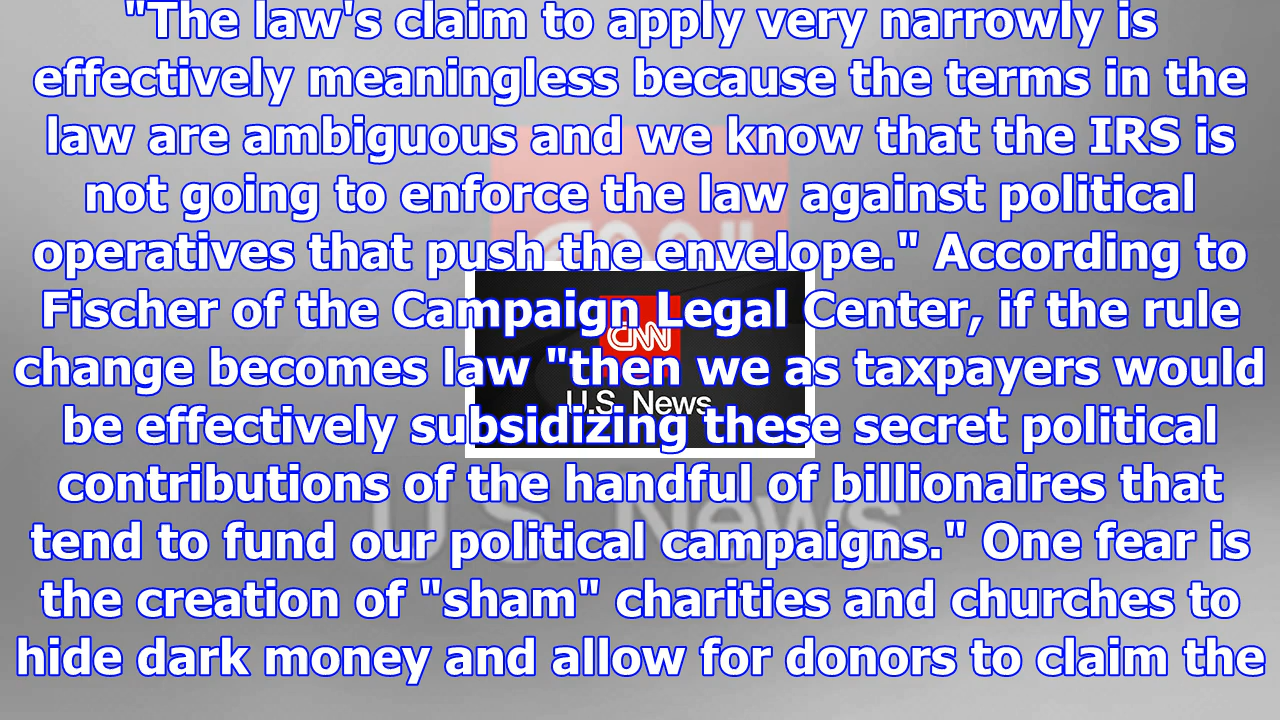 "The law's claim to apply very narrowly is
effectively meaningless because the terms in the
law are ambiguous and we know that the IRS is
not going to enforce the law against political
operatives that push the envelope." According to
Fischer of the Campaign Legal Center, if the rule
change becomes law "then we as taxpayers would
be effectively subsidizing these secret political
contributions of the handful of billionaires that
tend to fund our political campaigns." One fear is
the creation of "sham" charities and churches to
hide dark money and allow for donors to claim the
CNN
U.S. News
U.S. News